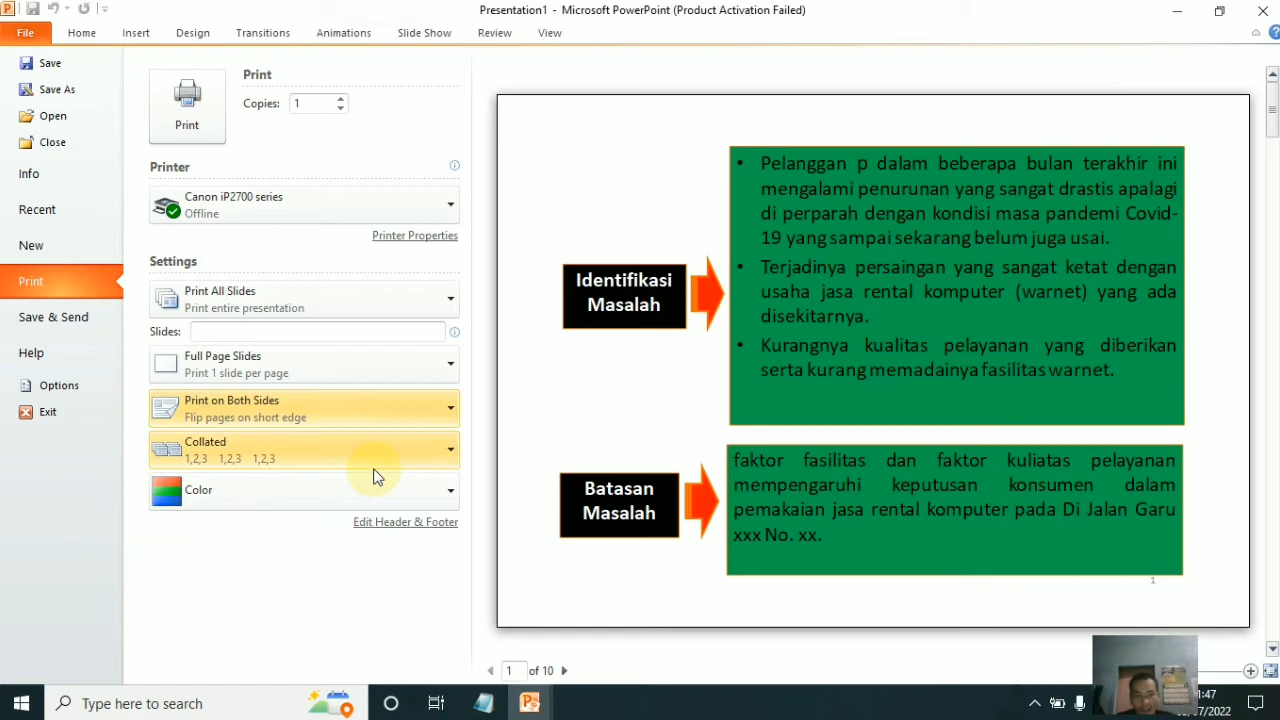 Presentation1 - Microsoft PowerPoint (Product Activation Failed)
File Home Insert Design Transitions Animations Slide Show Review View
Save
Save As
Open
Close
Info
Recent
New
Print
Save & Send
Help
Options
Exit
Print
Print
Copies: 1
Printer
Canon iP2700 series
Offline
Printer Properties
Settings
Print All Slides
Print entire presentation
Slides:
Full Page Slides
Print 1 slide per page
Print on Both Sides
Flip pages on short edge
Collated
1,2,3 1,2,3 1,2,3
Color
Edit Header & Footer
Identifikasi
Masalah
• Pelanggan p dalam beberapa bulan terakhir ini
mengalami penurunan yang sangat drastis apalagi
di perparah dengan kondisi masa pandemi Covid-
19 yang sampai sekarang belum juga usai.
• Terjadinya persaingan yang sangat ketat dengan
usaha jasa rental komputer (warnet) yang ada
disekitarnya.
• Kurangnya kualitas pelayanan yang diberikan
serta kurang memadainya fasilitas warnet.
Batasan
Masalah
faktor fasilitas dan faktor kuliatas pelayanan
mempengaruhi keputusan konsumen dalam
pemakaian jasa rental komputer pada Di Jalan Garu
xxx No. xx.
1
1 of 10
Type here to search